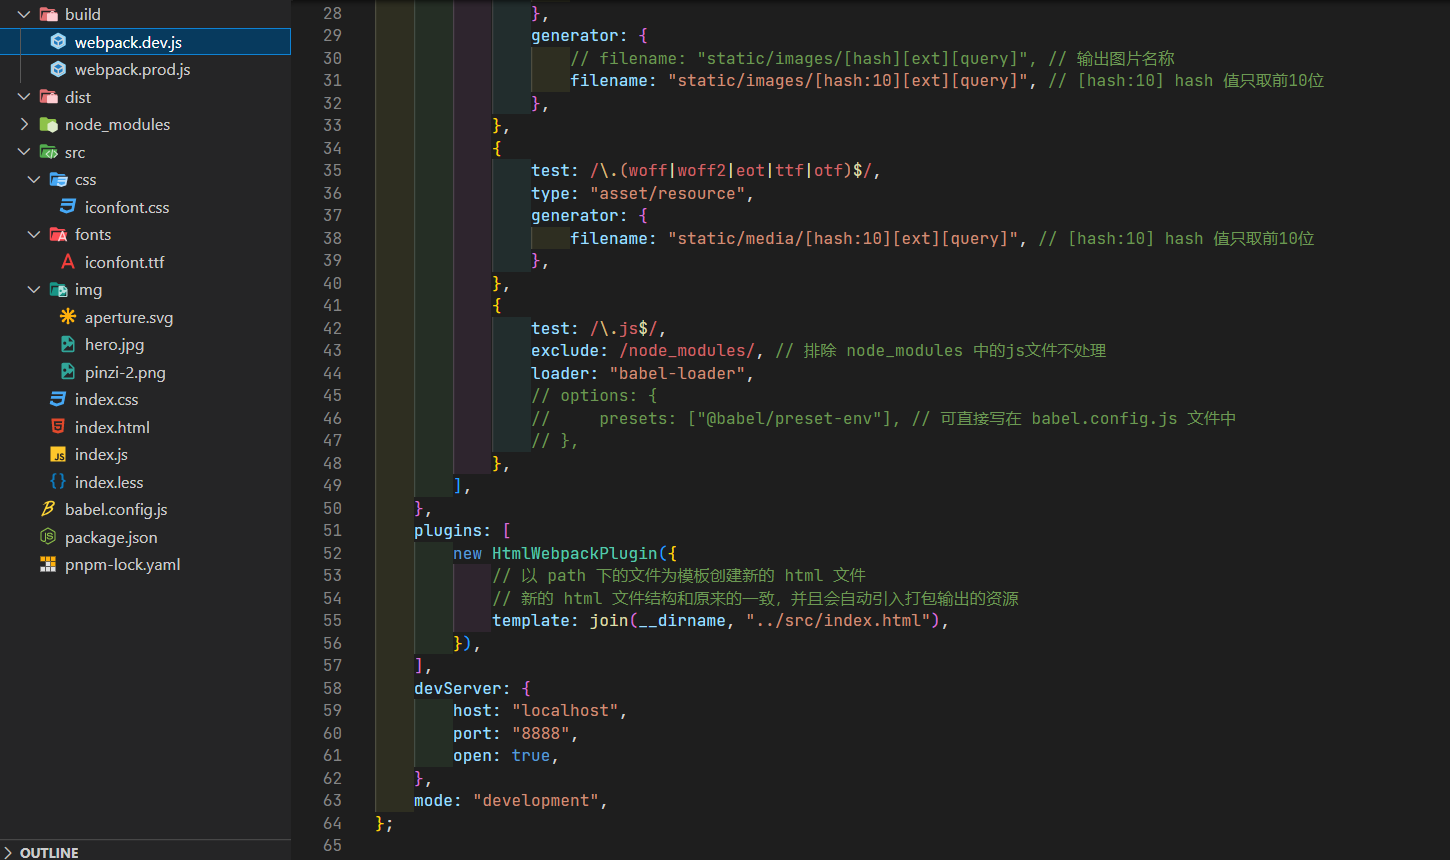 build
webpack.dev.js
webpack.prod.js
dist
node_modules
src
css
iconfont.css
fonts
iconfont.ttf
img
aperture.svg
hero.jpg
pinzi-2.png
index.css
index.html
index.js
index.less
babel.config.js
package.json
pnpm-lock.yaml
OUTLINE
28 },
29 generator: {
30 // filename: "static/images/[hash][ext][query]", // 输出图片名称
31 filename: "static/images/[hash:10][ext][query]", // [hash:10] hash 值只取前10位
32 },
33 },
34 {
35 test: /\.(woff|woff2|eot|ttf|otf)$/,
36 type: "asset/resource",
37 generator: {
38 filename: "static/media/[hash:10][ext][query]", // [hash:10] hash 值只取前10位
39 },
40 },
41 {
42 test: /\.js$/,
43 exclude: /node_modules/, // 排除 node_modules 中的js文件不处理
44 loader: "babel-loader",
45 // options: {
46 //     presets: ["@babel/preset-env"], // 可直接写在 babel.config.js 文件中
47 // },
48 },
49 ],
50 },
51 plugins: [
52 new HtmlWebpackPlugin({
53 // 以 path 下的文件为模板创建新的 html 文件
54 // 新的 html 文件结构和原来的一致，并且会自动引入打包输出的资源
55 template: join(__dirname, "../src/index.html"),
56 }),
57 ],
58 devServer: {
59 host: "localhost",
60 port: "8888",
61 open: true,
62 },
63 mode: "development",
64 };
65